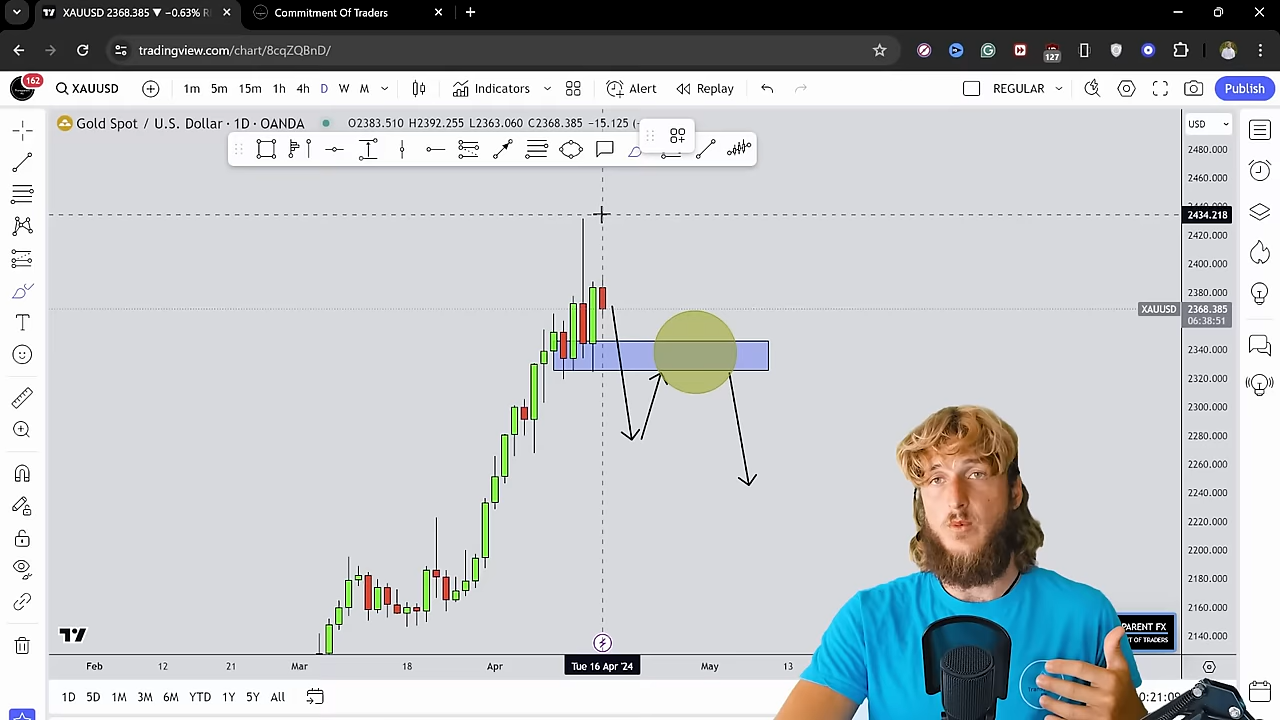 XAUUSD 2368.385 ▼ −0.63% R
Commitment Of Traders
tradingview.com/chart/8cqZQBnD/
127
162
XAUUSD
1m 5m 15m 1h 4h D W M
Indicators
Alert
Replay
REGULAR
Publish
Gold Spot / U.S. Dollar · 1D · OANDA
O2383.510 H2392.255 L2363.060 C2368.385 −15.125 (−
USD
2480.000
2460.000
2434.218
2420.000
2400.000
2380.000
XAUUSD 2368.385
06:38:51
2340.000
2320.000
2300.000
2280.000
2260.000
2240.000
2220.000
2200.000
2180.000
2160.000
2140.000
PARENT FX
T OF TRADERS
Feb 12 21 Mar 18 Apr Tue 16 Apr '24 May 13
1D 5D 1M 3M 6M YTD 1Y 5Y All